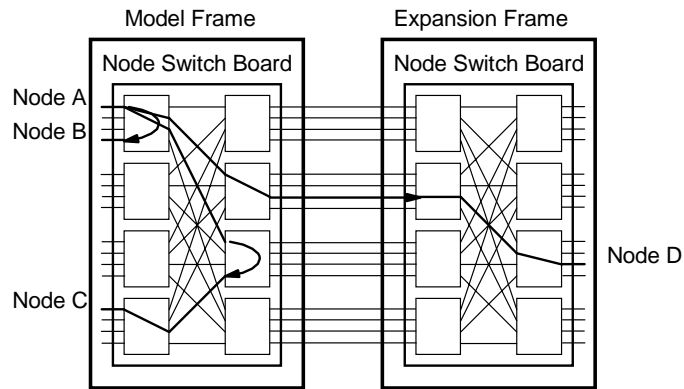 Model Frame
Expansion Frame
Node Switch Board
Node Switch Board
Node A
Node B
Node D
Node C